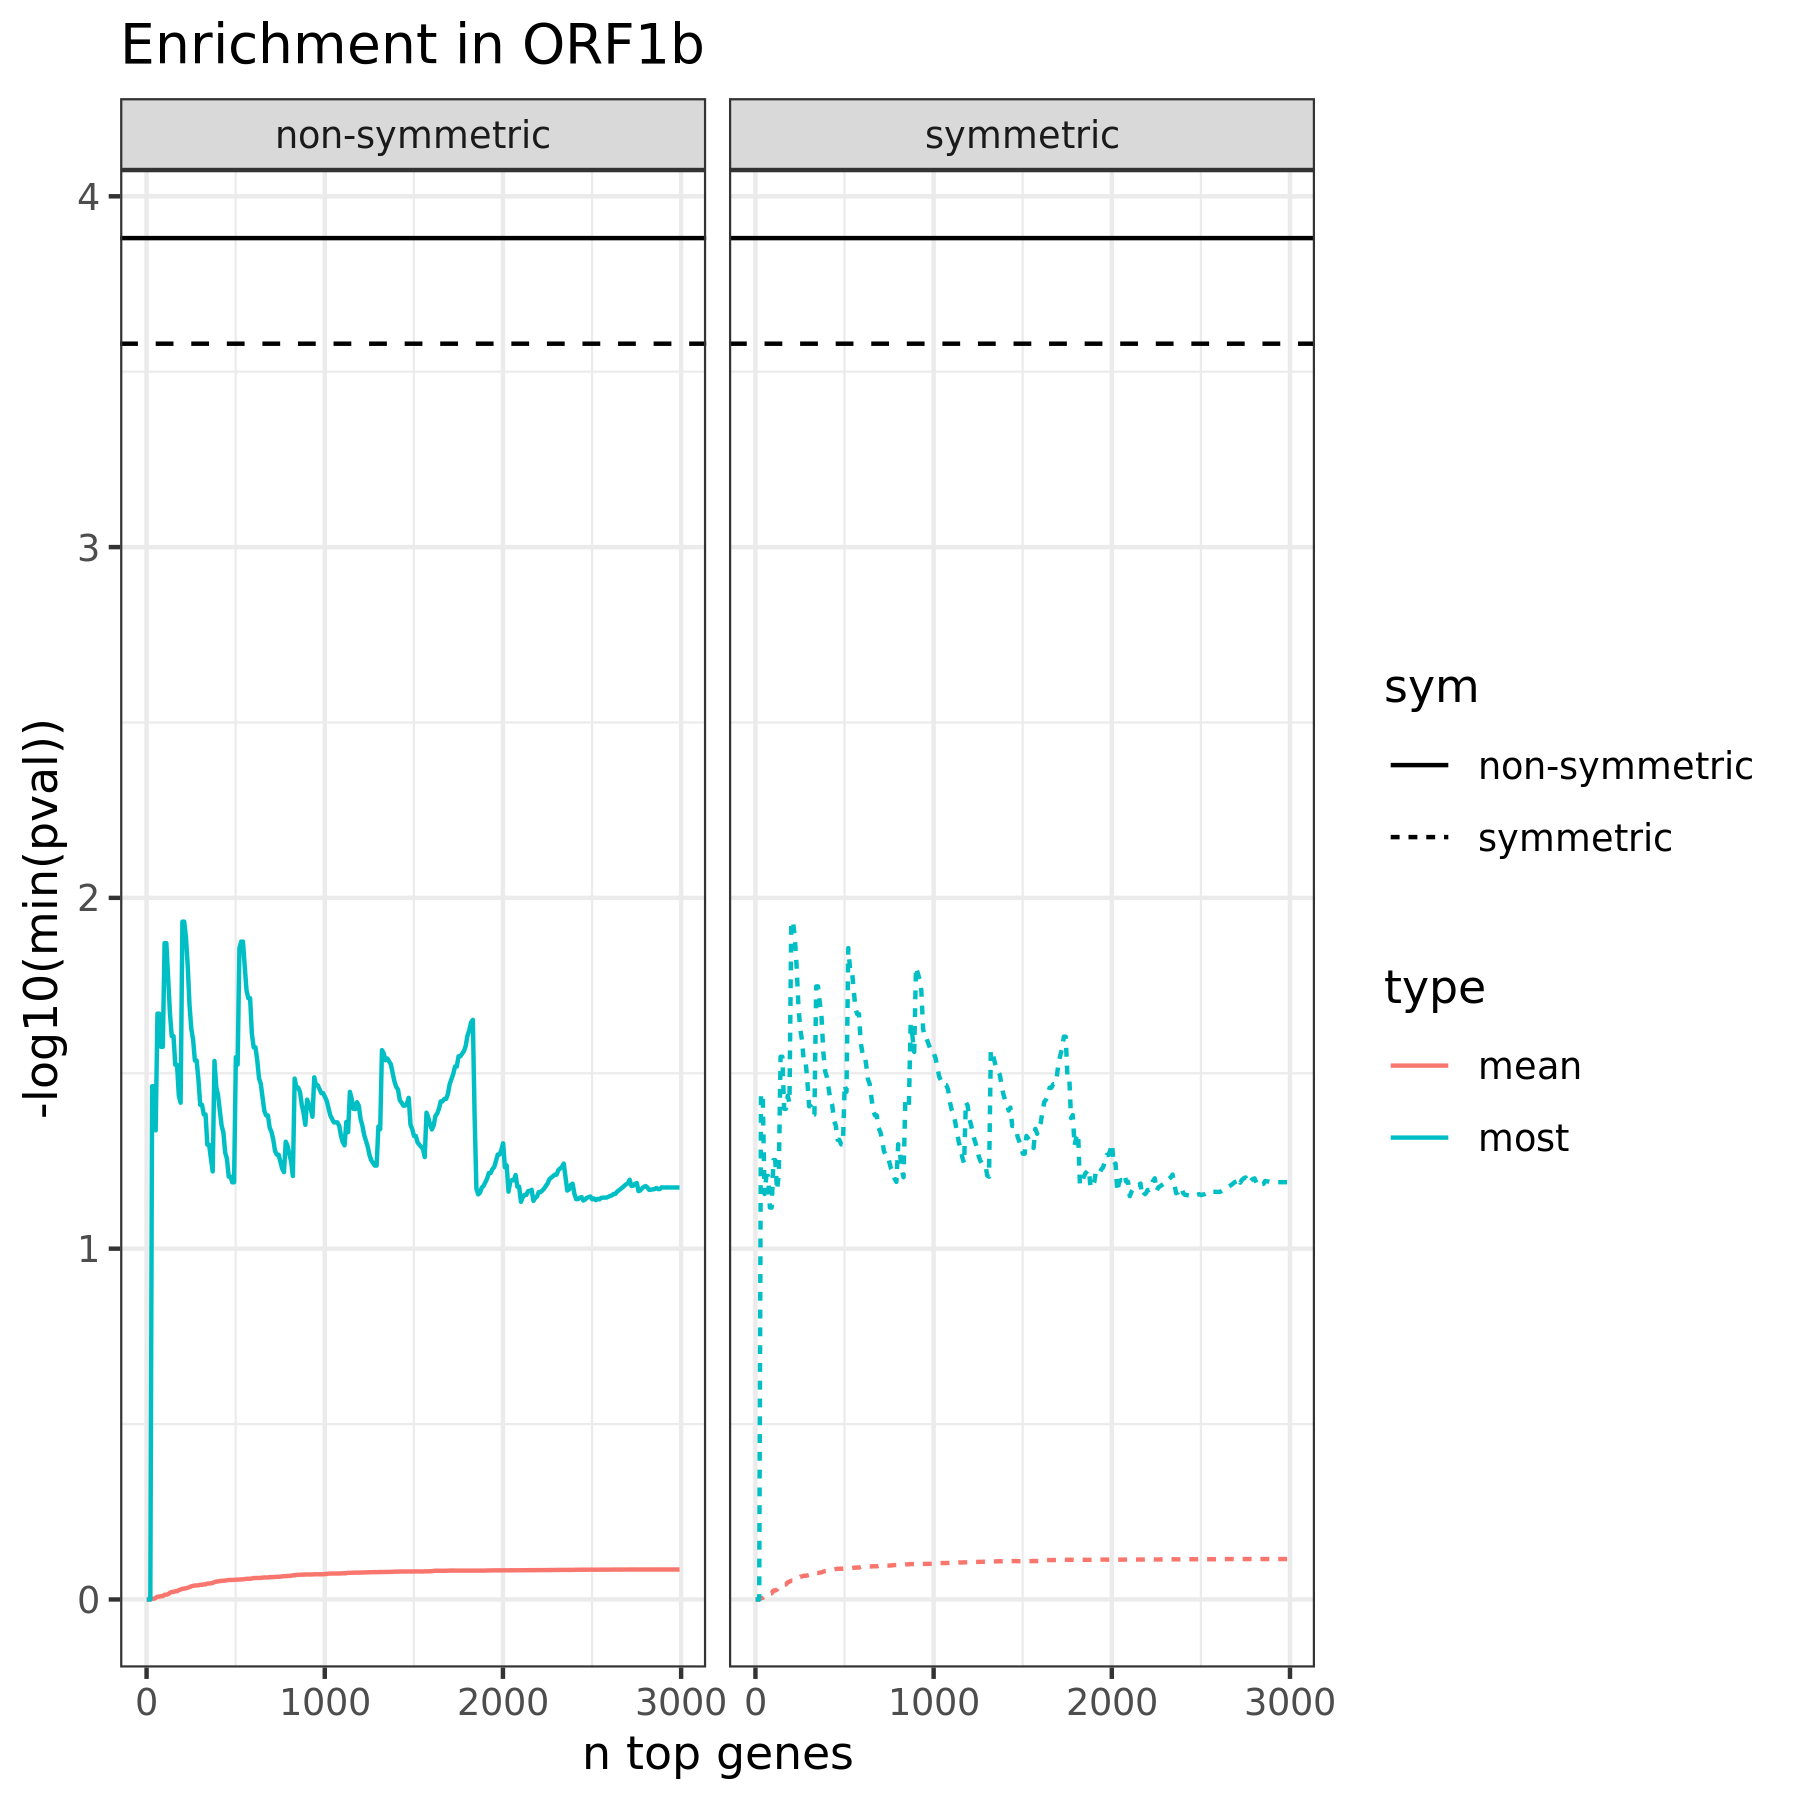 Enrichment in ORF1b
non-symmetric
symmetric
4
3
2
1
0
-log10(min(pval))
0 1000 2000 3000
0 1000 2000 3000
n top genes
sym
non-symmetric
symmetric
type
mean
most